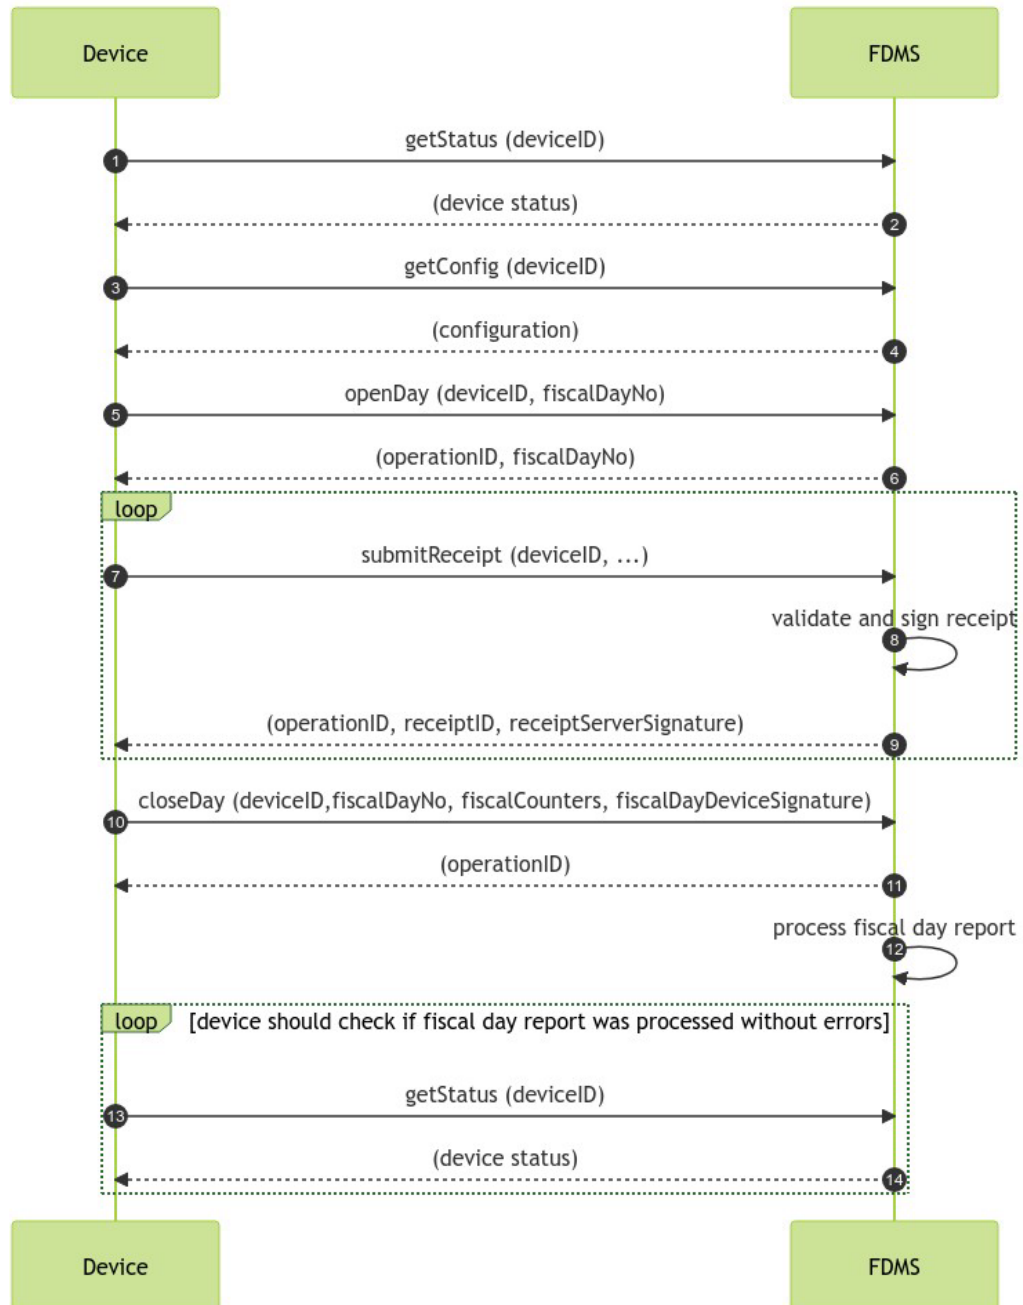 Device FDMS
getStatus (deviceID)
1
(device status)
2
getConfig (deviceID)
3
(configuration)
4
openDay (deviceID, fiscalDayNo)
5
(operationID, fiscalDayNo)
6
loop
submitReceipt (deviceID, ...)
7
validate and sign receipt
8
(operationID, receiptID, receiptServerSignature)
9
closeDay (deviceID,fiscalDayNo, fiscalCounters, fiscalDayDeviceSignature)
10
(operationID)
11
process fiscal day report
12
loop [device should check if fiscal day report was processed without errors]
getStatus (deviceID)
13
(device status)
14
Device FDMS